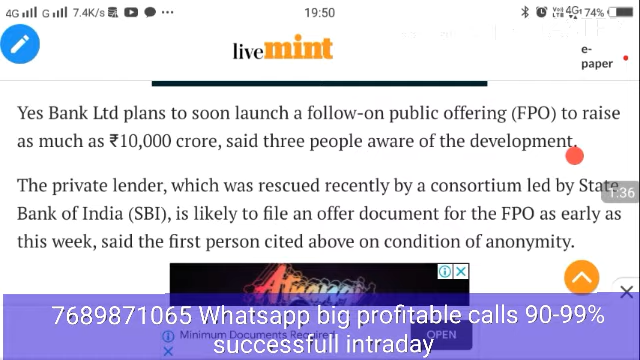 4G G 7.4K/s ... 19:50 4G 74%
livemint
e-
paper
Yes Bank Ltd plans to soon launch a follow-on public offering (FPO) to raise
as much as ₹10,000 crore, said three people aware of the development.
1:36
The private lender, which was rescued recently by a consortium led by State
Bank of India (SBI), is likely to file an offer document for the FPO as early as
this week, said the first person cited above on condition of anonymity.
7689871065 Whatsapp big profitable calls 90-99%
Minimum Documents Required OPEN
successfull intraday